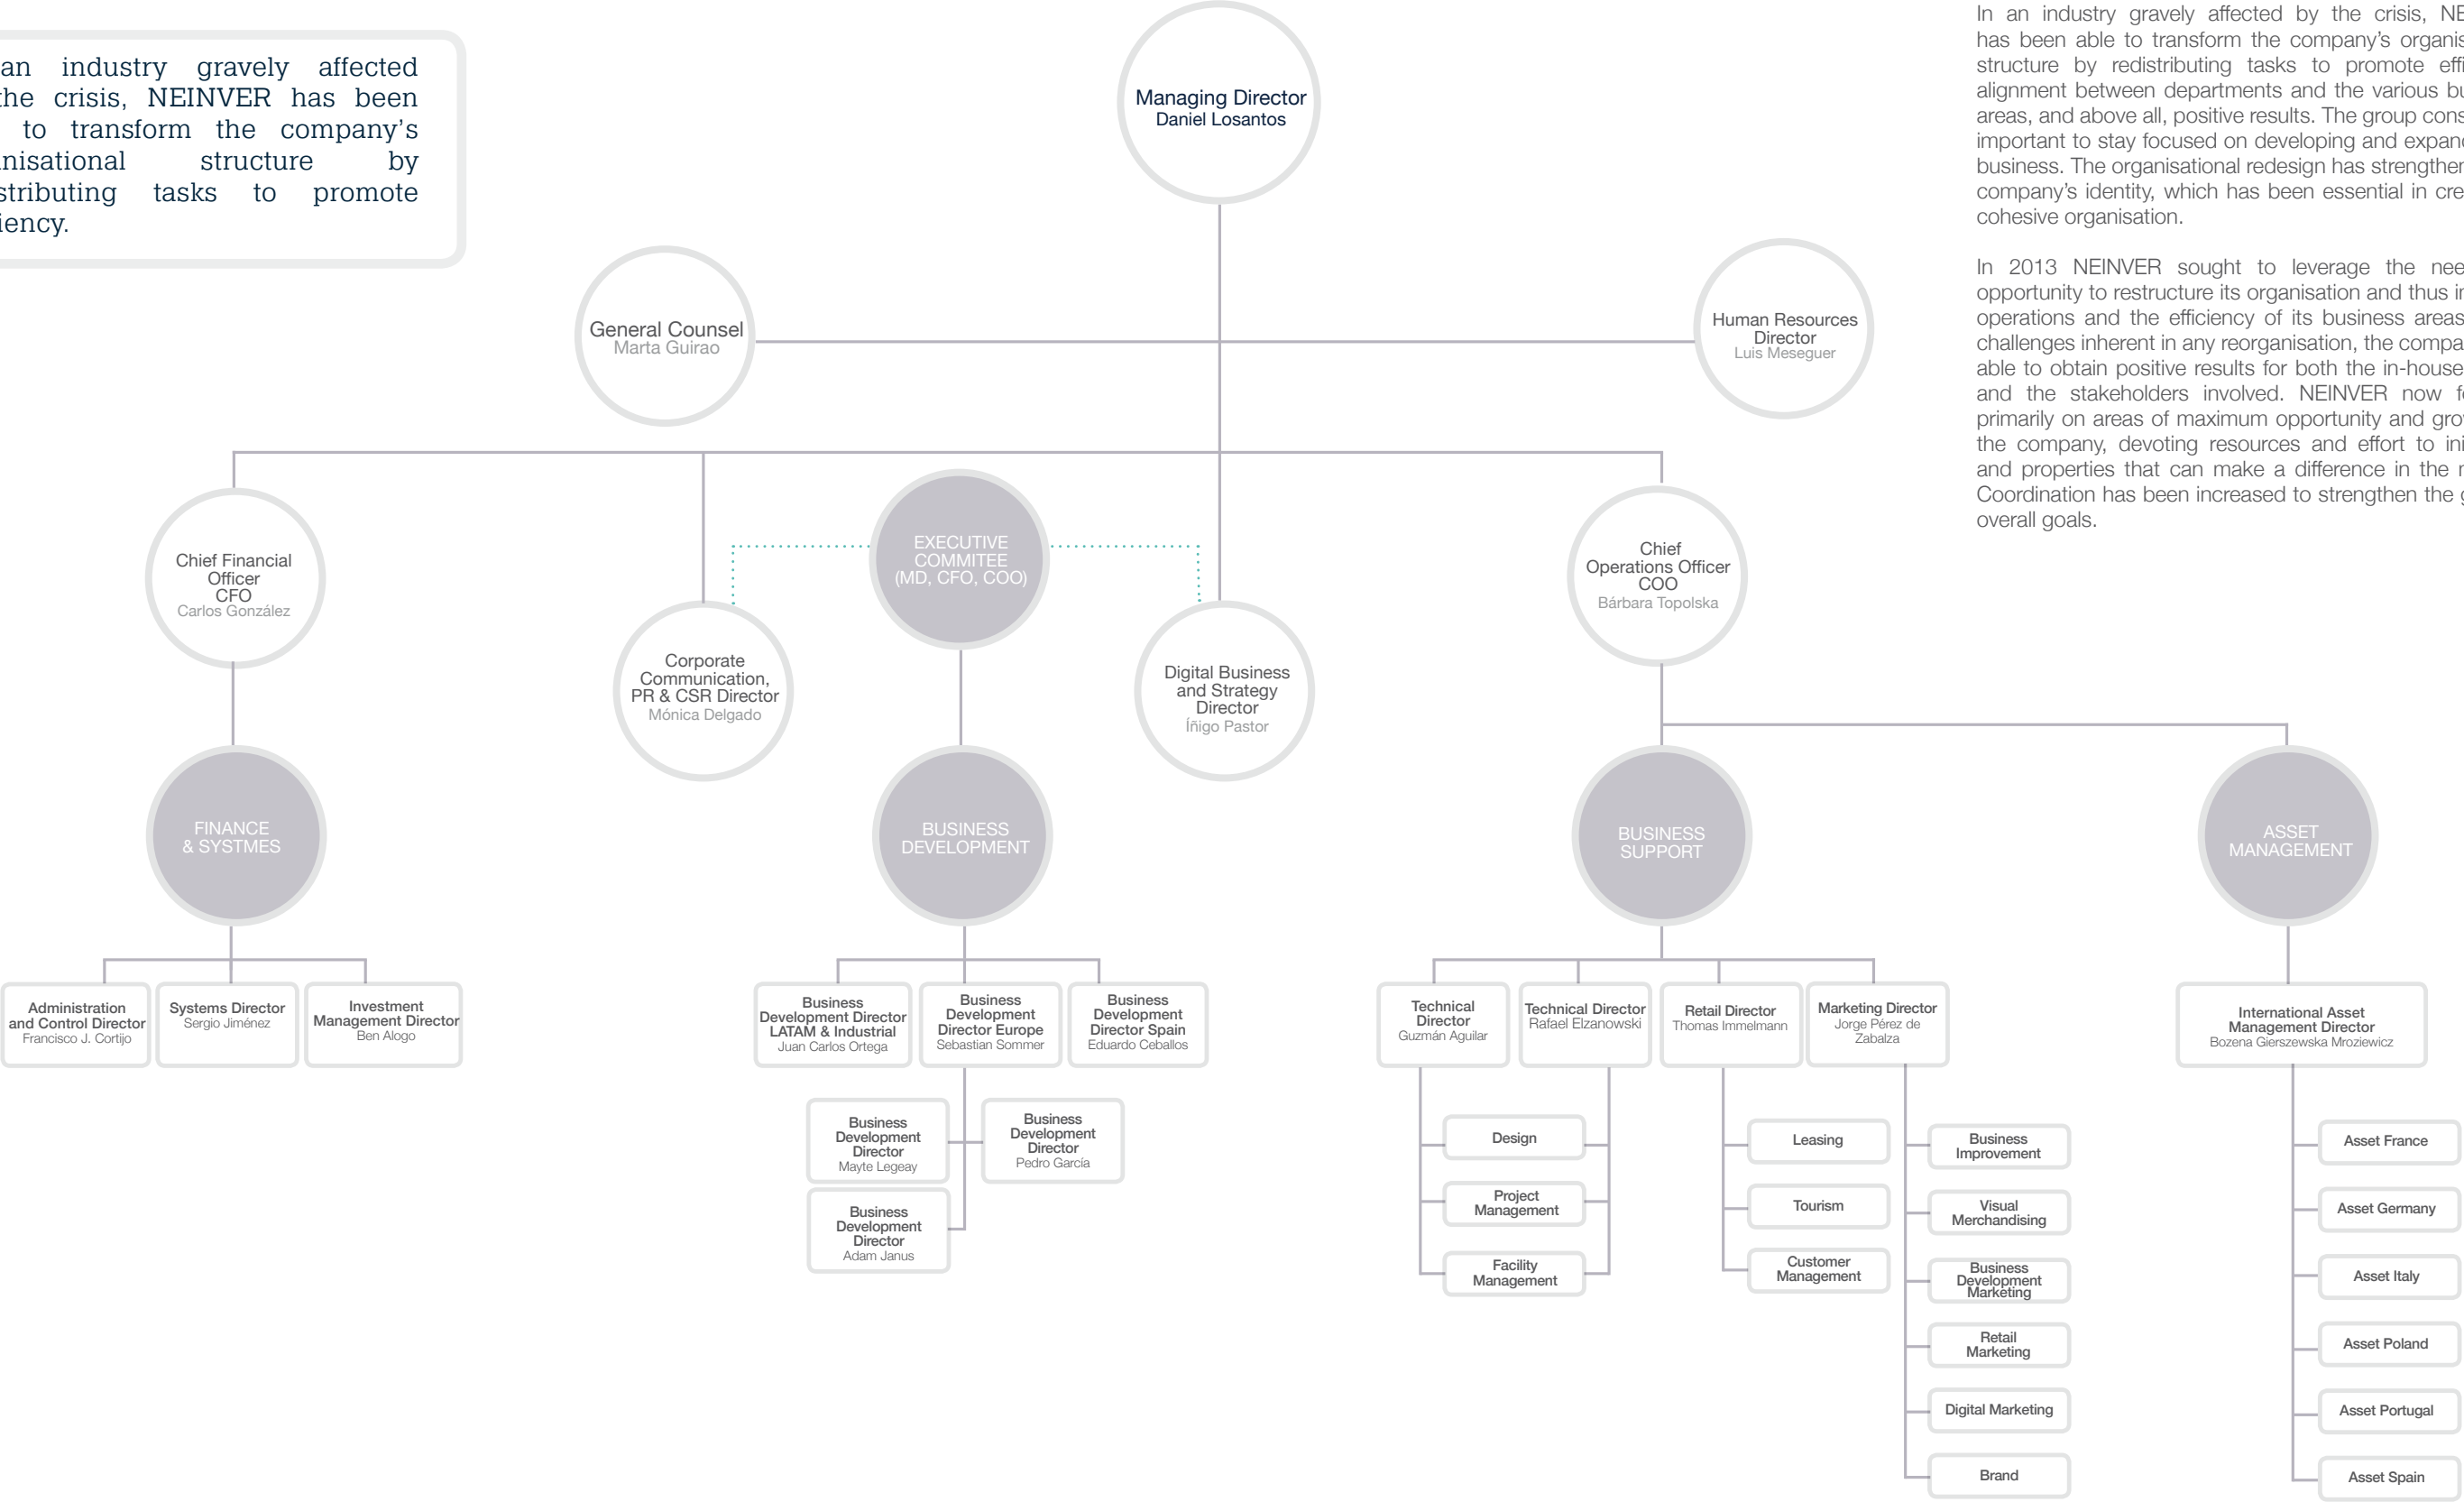 an industry gravely affected
the crisis, NEINVER has been
to transform the company's
structure by
tasks to promote
In an industry gravely affected by the crisis,
has been able to transform the company's
structure by redistributing tasks to promote
alignment between departments and the various
areas, and above all, positive results. The group
important to stay focused on developing and
business. The organisational redesign has
company's identity, which has been essential in
cohesive organisation.
In 2013 NEINVER sought to leverage the
opportunity to restructure its organisation and thus
operations and the efficiency of its business areas
challenges inherent in any reorganisation, the
able to obtain positive results for both the in-house
and the stakeholders involved. NEINVER now
primarily on areas of maximum opportunity and
the company, devoting resources and effort to
and properties that can make a difference in the
Coordination has been increased to strengthen the
overall goals.
Managing Director
Daniel Losantos
General Counsel
Marta Guirao
Human Resources
Director
Luis Meseguer
Chief Financial
Officer
CFO
Carlos González
EXECUTIVE
COMMITEE
(MD, CFO, COO)
Chief
Operations Officer
COO
Bárbara Topolska
Corporate
Communication,
PR & CSR Director
Mónica Delgado
Digital Business
and Strategy
Director
Íñigo Pastor
FINANCE
& SYSTMES
BUSINESS
DEVELOPMENT
BUSINESS
SUPPORT
ASSET
MANAGEMENT
Administration
and Control Director
Francisco J. Cortijo
Systems Director
Sergio Jiménez
Investment
Management Director
Ben Alogo
Business
Development Director
LATAM & Industrial
Juan Carlos Ortega
Business
Development
Director Europe
Sebastian Sommer
Business
Development
Director Spain
Eduardo Ceballos
Business
Development
Director
Mayte Legeay
Business
Development
Director
Pedro García
Business
Development
Director
Adam Janus
Technical
Director
Guzmán Aguilar
Technical Director
Rafael Elzanowski
Retail Director
Thomas Immelmann
Marketing Director
Jorge Pérez de
Zabalza
International Asset
Management Director
Bozena Gierszewska Mroziewicz
Design
Project
Management
Facility
Management
Leasing
Tourism
Customer
Management
Business
Improvement
Visual
Merchandising
Business
Development
Marketing
Retail
Marketing
Digital Marketing
Brand
Asset France
Asset Germany
Asset Italy
Asset Poland
Asset Portugal
Asset Spain